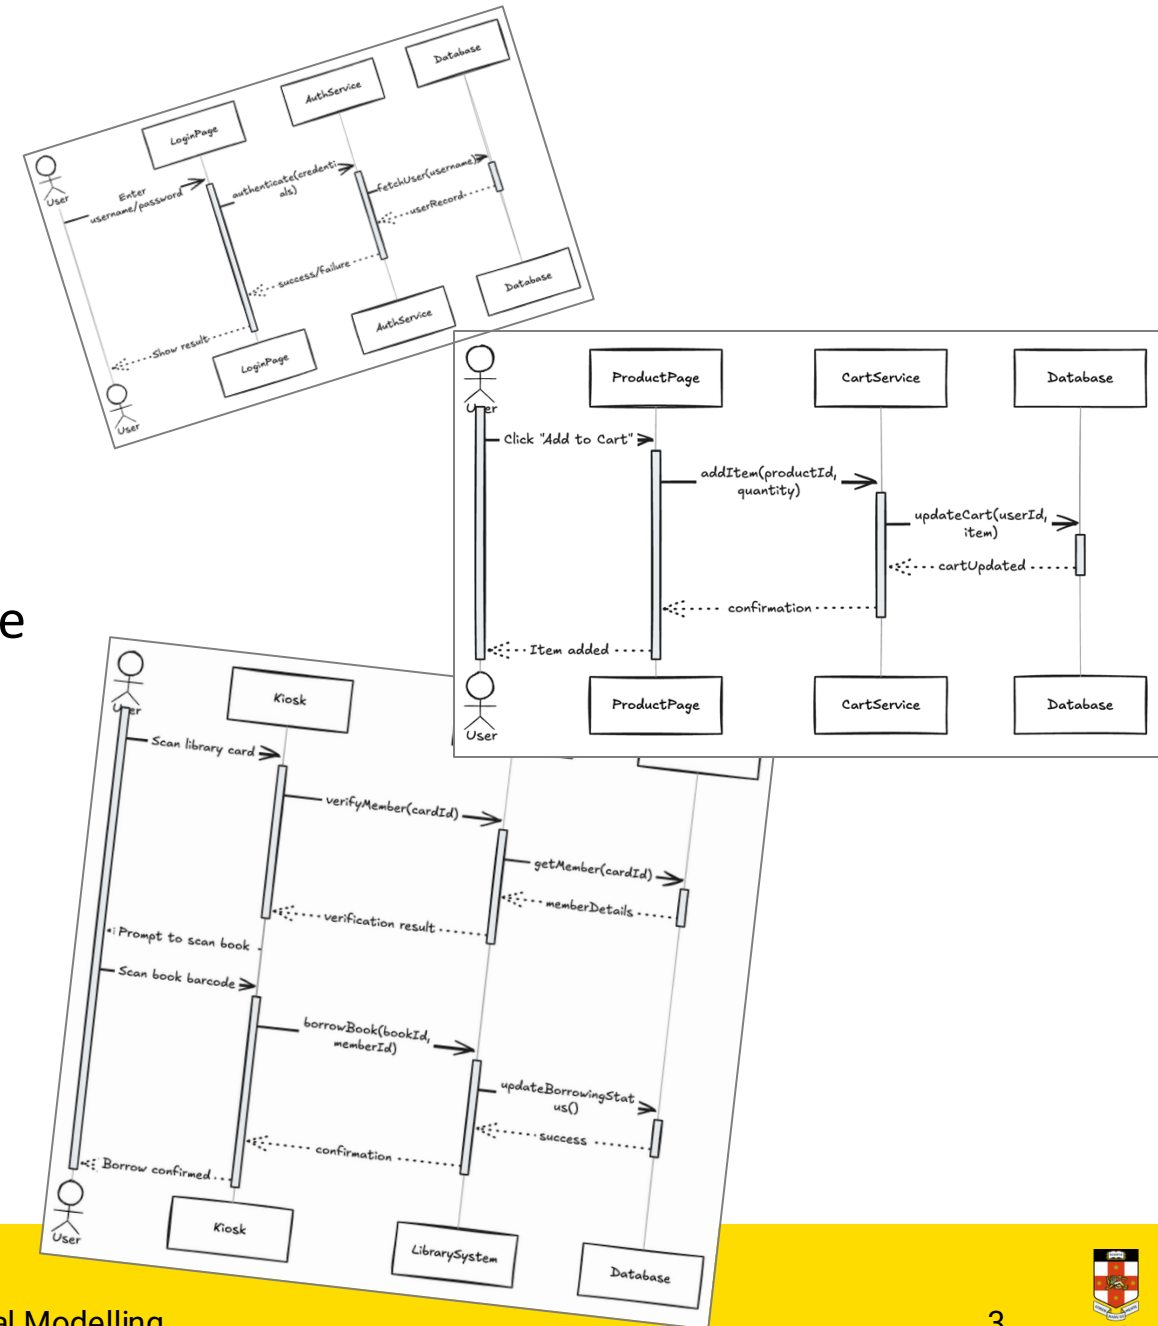 Database
AuthService
LoginPage
User
Enter
username/password
authenticate(credenti
als)
fetchUser(username)
userRecord
success/failure
Show result
Database
AuthService
LoginPage
User
ProductPage
CartService
Database
User
Click "Add to Cart"
addItem(productId,
quantity)
updateCart(userId,
item)
cartUpdated
confirmation
Item added
ProductPage
CartService
Database
User
e
Kiosk
User
Scan library card
verifyMember(cardId)
getMember(cardId)
memberDetails
verification result
Prompt to scan book
Scan book barcode
borrowBook(bookId,
memberId)
updateBorrowingStat
us()
success
confirmation
Borrow confirmed
User
Kiosk
LibrarySystem
Database
al Modelling
3